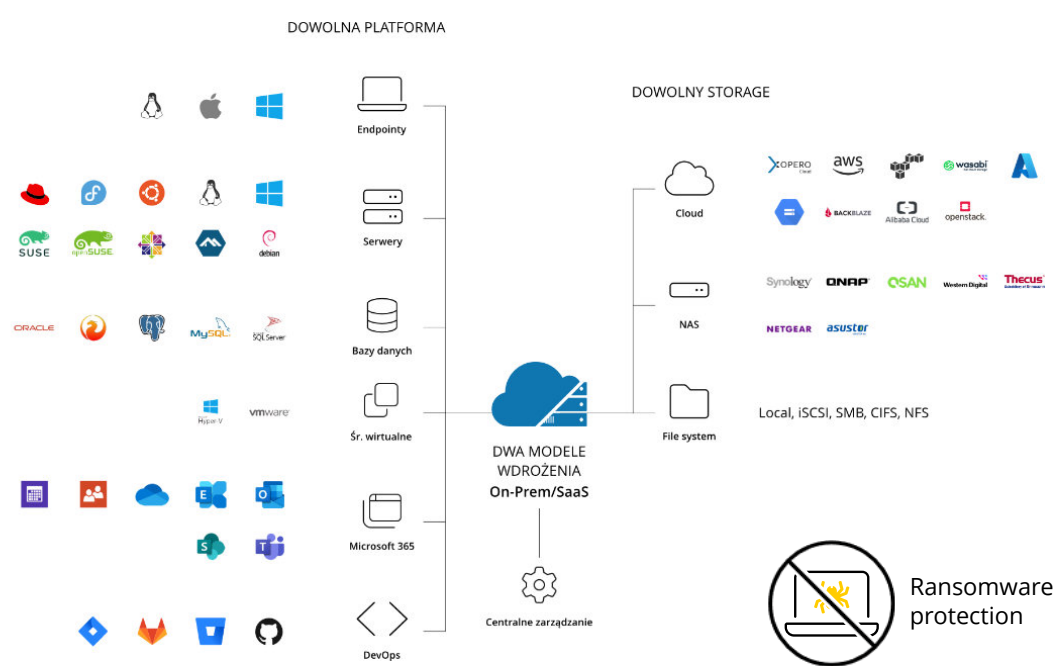 DOWOLNA PLATFORMA
Endpointy
Serwery
SUSE
openSUSE
debian
ORACLE
MySQL
SQL Server
Bazy danych
Hyper-V
vmware
Śr. wirtualne
E
O
Microsoft 365
S
T
DevOps
DWA MODELE
WDROŻENIA
On-Prem/SaaS
Centralne zarządzanie
DOWOLNY STORAGE
Cloud
XOPERO
Cloud
aws
wasabi
BACKBLAZE
Alibaba Cloud
openstack.
NAS
Synology
QNAP
QSAN
Western Digital
Thecus
NETGEAR
asustor
File system
Local, iSCSI, SMB, CIFS, NFS
Ransomware
protection